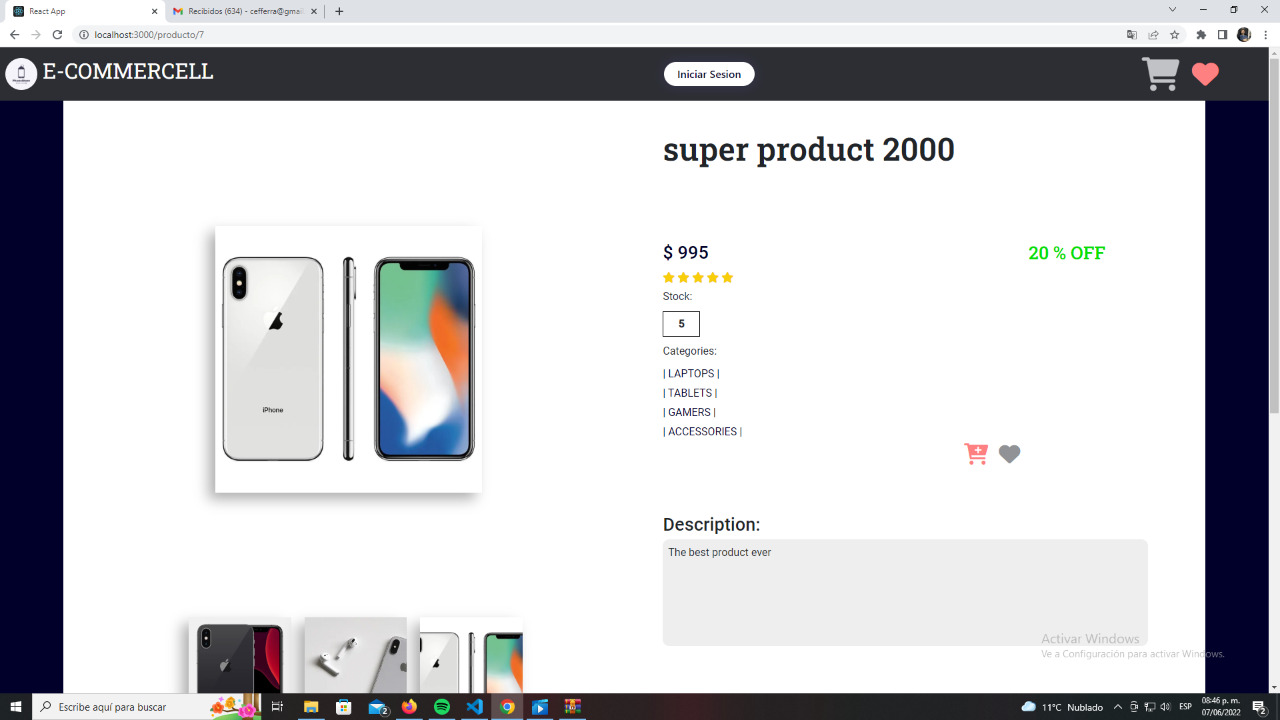 React App
Recibidos (634) - cefferra@gmai
localhost:3000/producto/7
E-COMMERCELL
Iniciar Sesion
super product 2000
$ 995
20 % OFF
Stock:
5
Categories:
| LAPTOPS |
| TABLETS |
| GAMERS |
| ACCESSORIES |
iPhone
Description:
The best product ever
Activar Windows
Ve a Configuración para activar Windows.
Escribe aquí para buscar
2
11°C Nublado
ESP
08:46 p. m.
07/06/2022
2